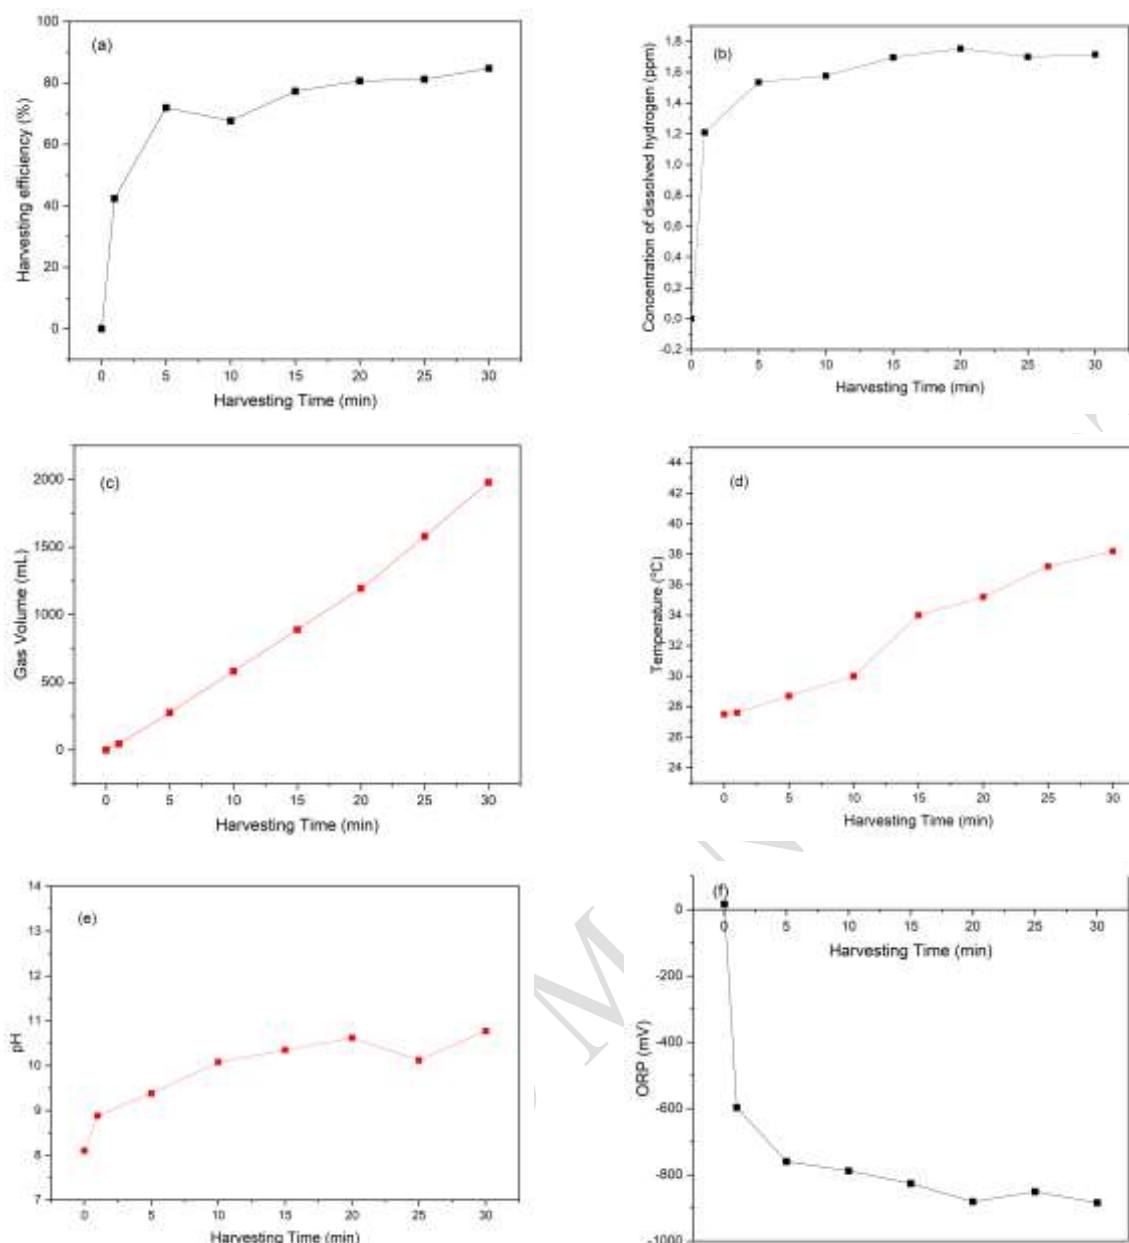 (a)
Harvesting efficiency (%)
100
80
60
40
20
0
0 5 10 15 20 25 30
Harvesting Time (min)
(b)
Concentration of dissolved hydrogen (ppm)
1,8
1,6
1,4
1,2
1,0
0,8
0,6
0,4
0,2
0,0
-0,2
0 5 10 15 20 25 30
Harvesting Time (min)
(c)
Gas Volume (mL)
2000
1500
1000
500
0
0 5 10 15 20 25 30
Harvesting Time (min)
(d)
Temperature (°C)
44
42
40
38
36
34
32
30
28
26
24
0 5 10 15 20 25 30
Harvesting Time (min)
(e)
pH
14
13
12
11
10
9
8
7
0 5 10 15 20 25 30
Harvesting Time (min)
(f)
ORP (mV)
0
-200
-400
-600
-800
-1000
0 5 10 15 20 25 30
Harvesting Time (min)
M